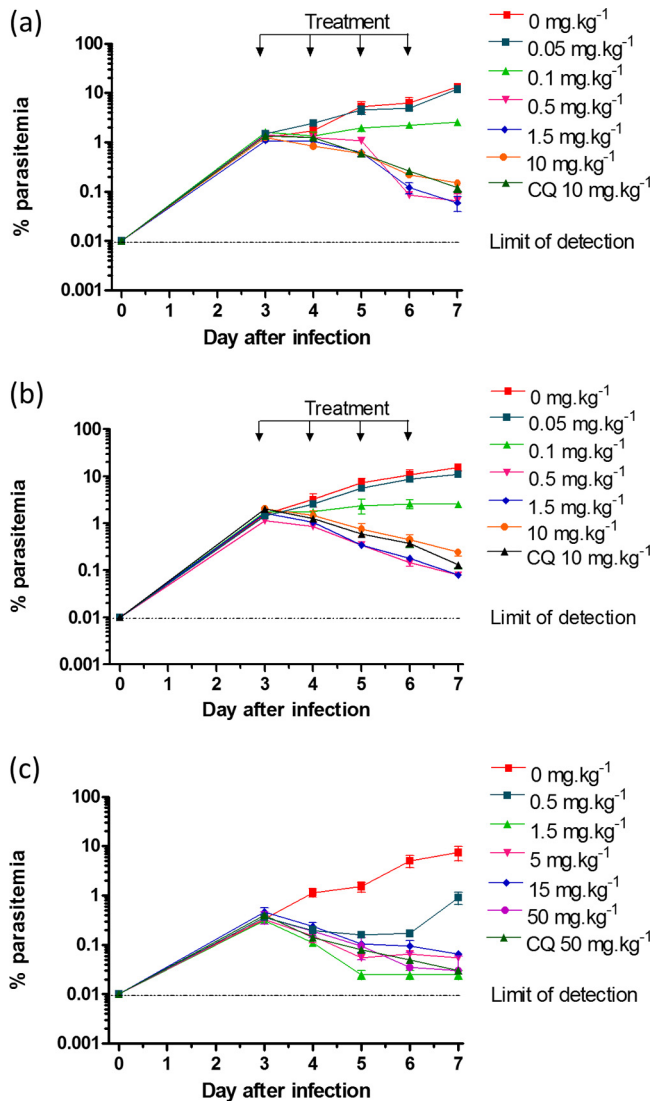 (a)
Treatment
100
10
1
0.1
0.01
0.001
% parasitemia
0 1 2 3 4 5 6 7
Day after infection
0 mg.kg⁻¹
0.05 mg.kg⁻¹
0.1 mg.kg⁻¹
0.5 mg.kg⁻¹
1.5 mg.kg⁻¹
10 mg.kg⁻¹
CQ 10 mg.kg⁻¹
Limit of detection
(b)
Treatment
100
10
1
0.1
0.01
0.001
% parasitemia
0 1 2 3 4 5 6 7
Day after infection
0 mg.kg⁻¹
0.05 mg.kg⁻¹
0.1 mg.kg⁻¹
0.5 mg.kg⁻¹
1.5 mg.kg⁻¹
10 mg.kg⁻¹
CQ 10 mg.kg⁻¹
Limit of detection
(c)
100
10
1
0.1
0.01
0.001
% parasitemia
0 1 2 3 4 5 6 7
Day after infection
0 mg.kg⁻¹
0.5 mg.kg⁻¹
1.5 mg.kg⁻¹
5 mg.kg⁻¹
15 mg.kg⁻¹
50 mg.kg⁻¹
CQ 50 mg.kg⁻¹
Limit of detection